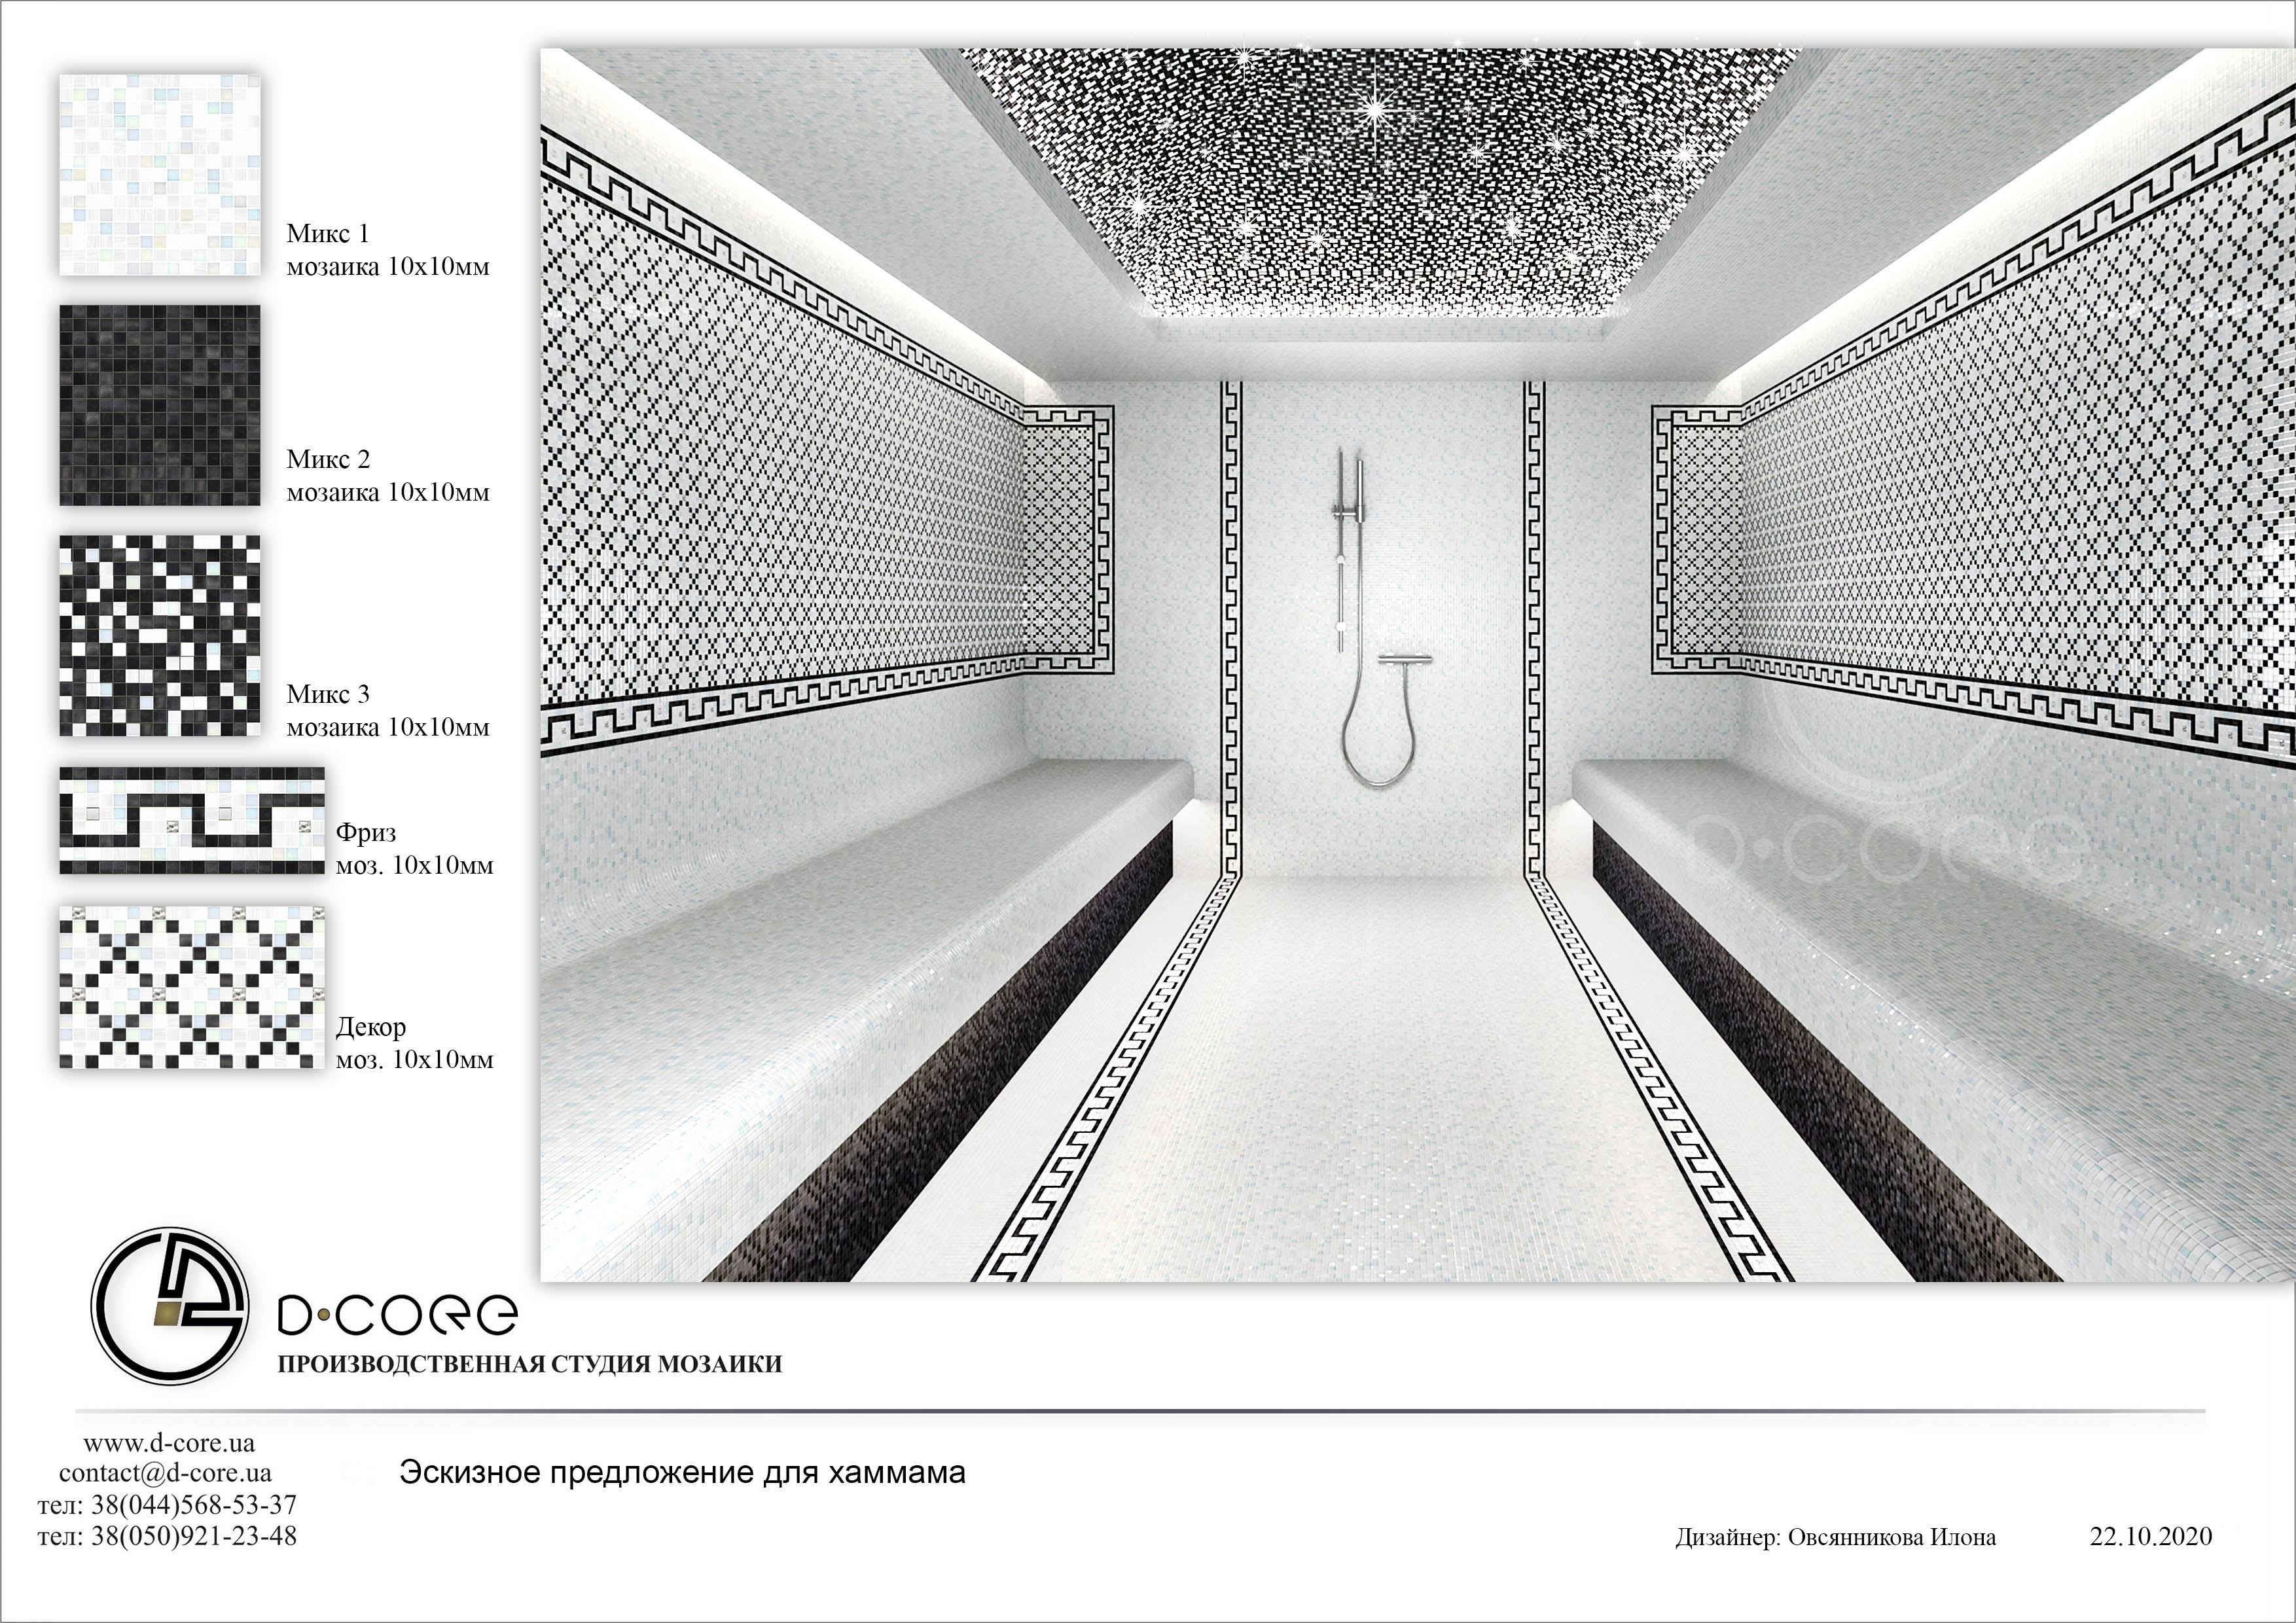 Микс 1
мозаика 10х10мм
Микс 2
мозаика 10х10мм
Микс 3
мозаика 10х10мм
Фриз
моз. 10х10мм
Декор
моз. 10х10мм
D·CORE
D·CORE
ПРОИЗВОДСТВЕННАЯ СТУДИЯ МОЗАИКИ
www.d-core.ua
contact@d-core.ua
тел: 38(044)568-53-37
тел: 38(050)921-23-48
Эскизное предложение для хаммама
Дизайнер: Овсянникова Илона
22.10.2020